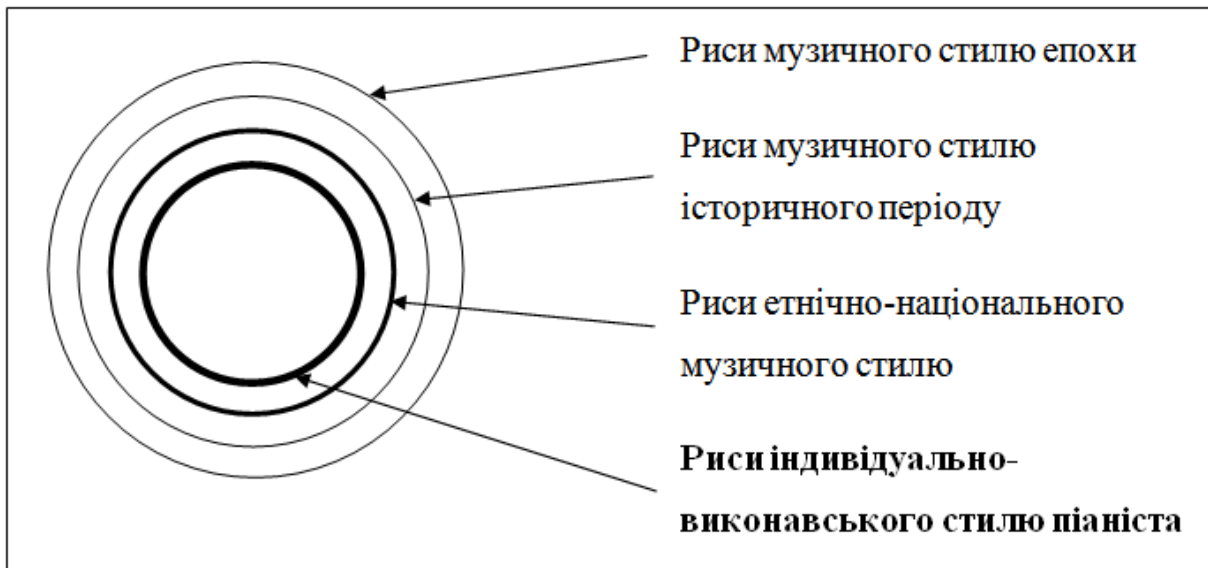 Риси музичного стилю епохи
Риси музичного стилю
історичного періоду
Риси етнічно-національного
музичного стилю
Риси індивідуально-
виконавського стилю піаніста